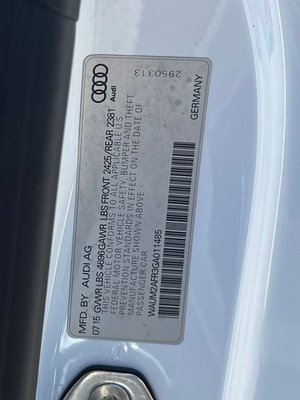 MFD. BY AUDI AG
07.15 GVWR LBS 4696 GAWR LBS FRONT 2425/REAR 2381
THIS VEHICLE CONFORMS TO ALL APPLICABLE U.S.
FEDERAL MOTOR VEHICLE SAFETY, BUMPER AND THEFT
PREVENTION STANDARDS IN EFFECT ON THE DATE OF
MANUFACTURE SHOWN ABOVE.
PASSENGER CAR
WAUM2AFR3GA011485
GERMANY
Audi
2950313